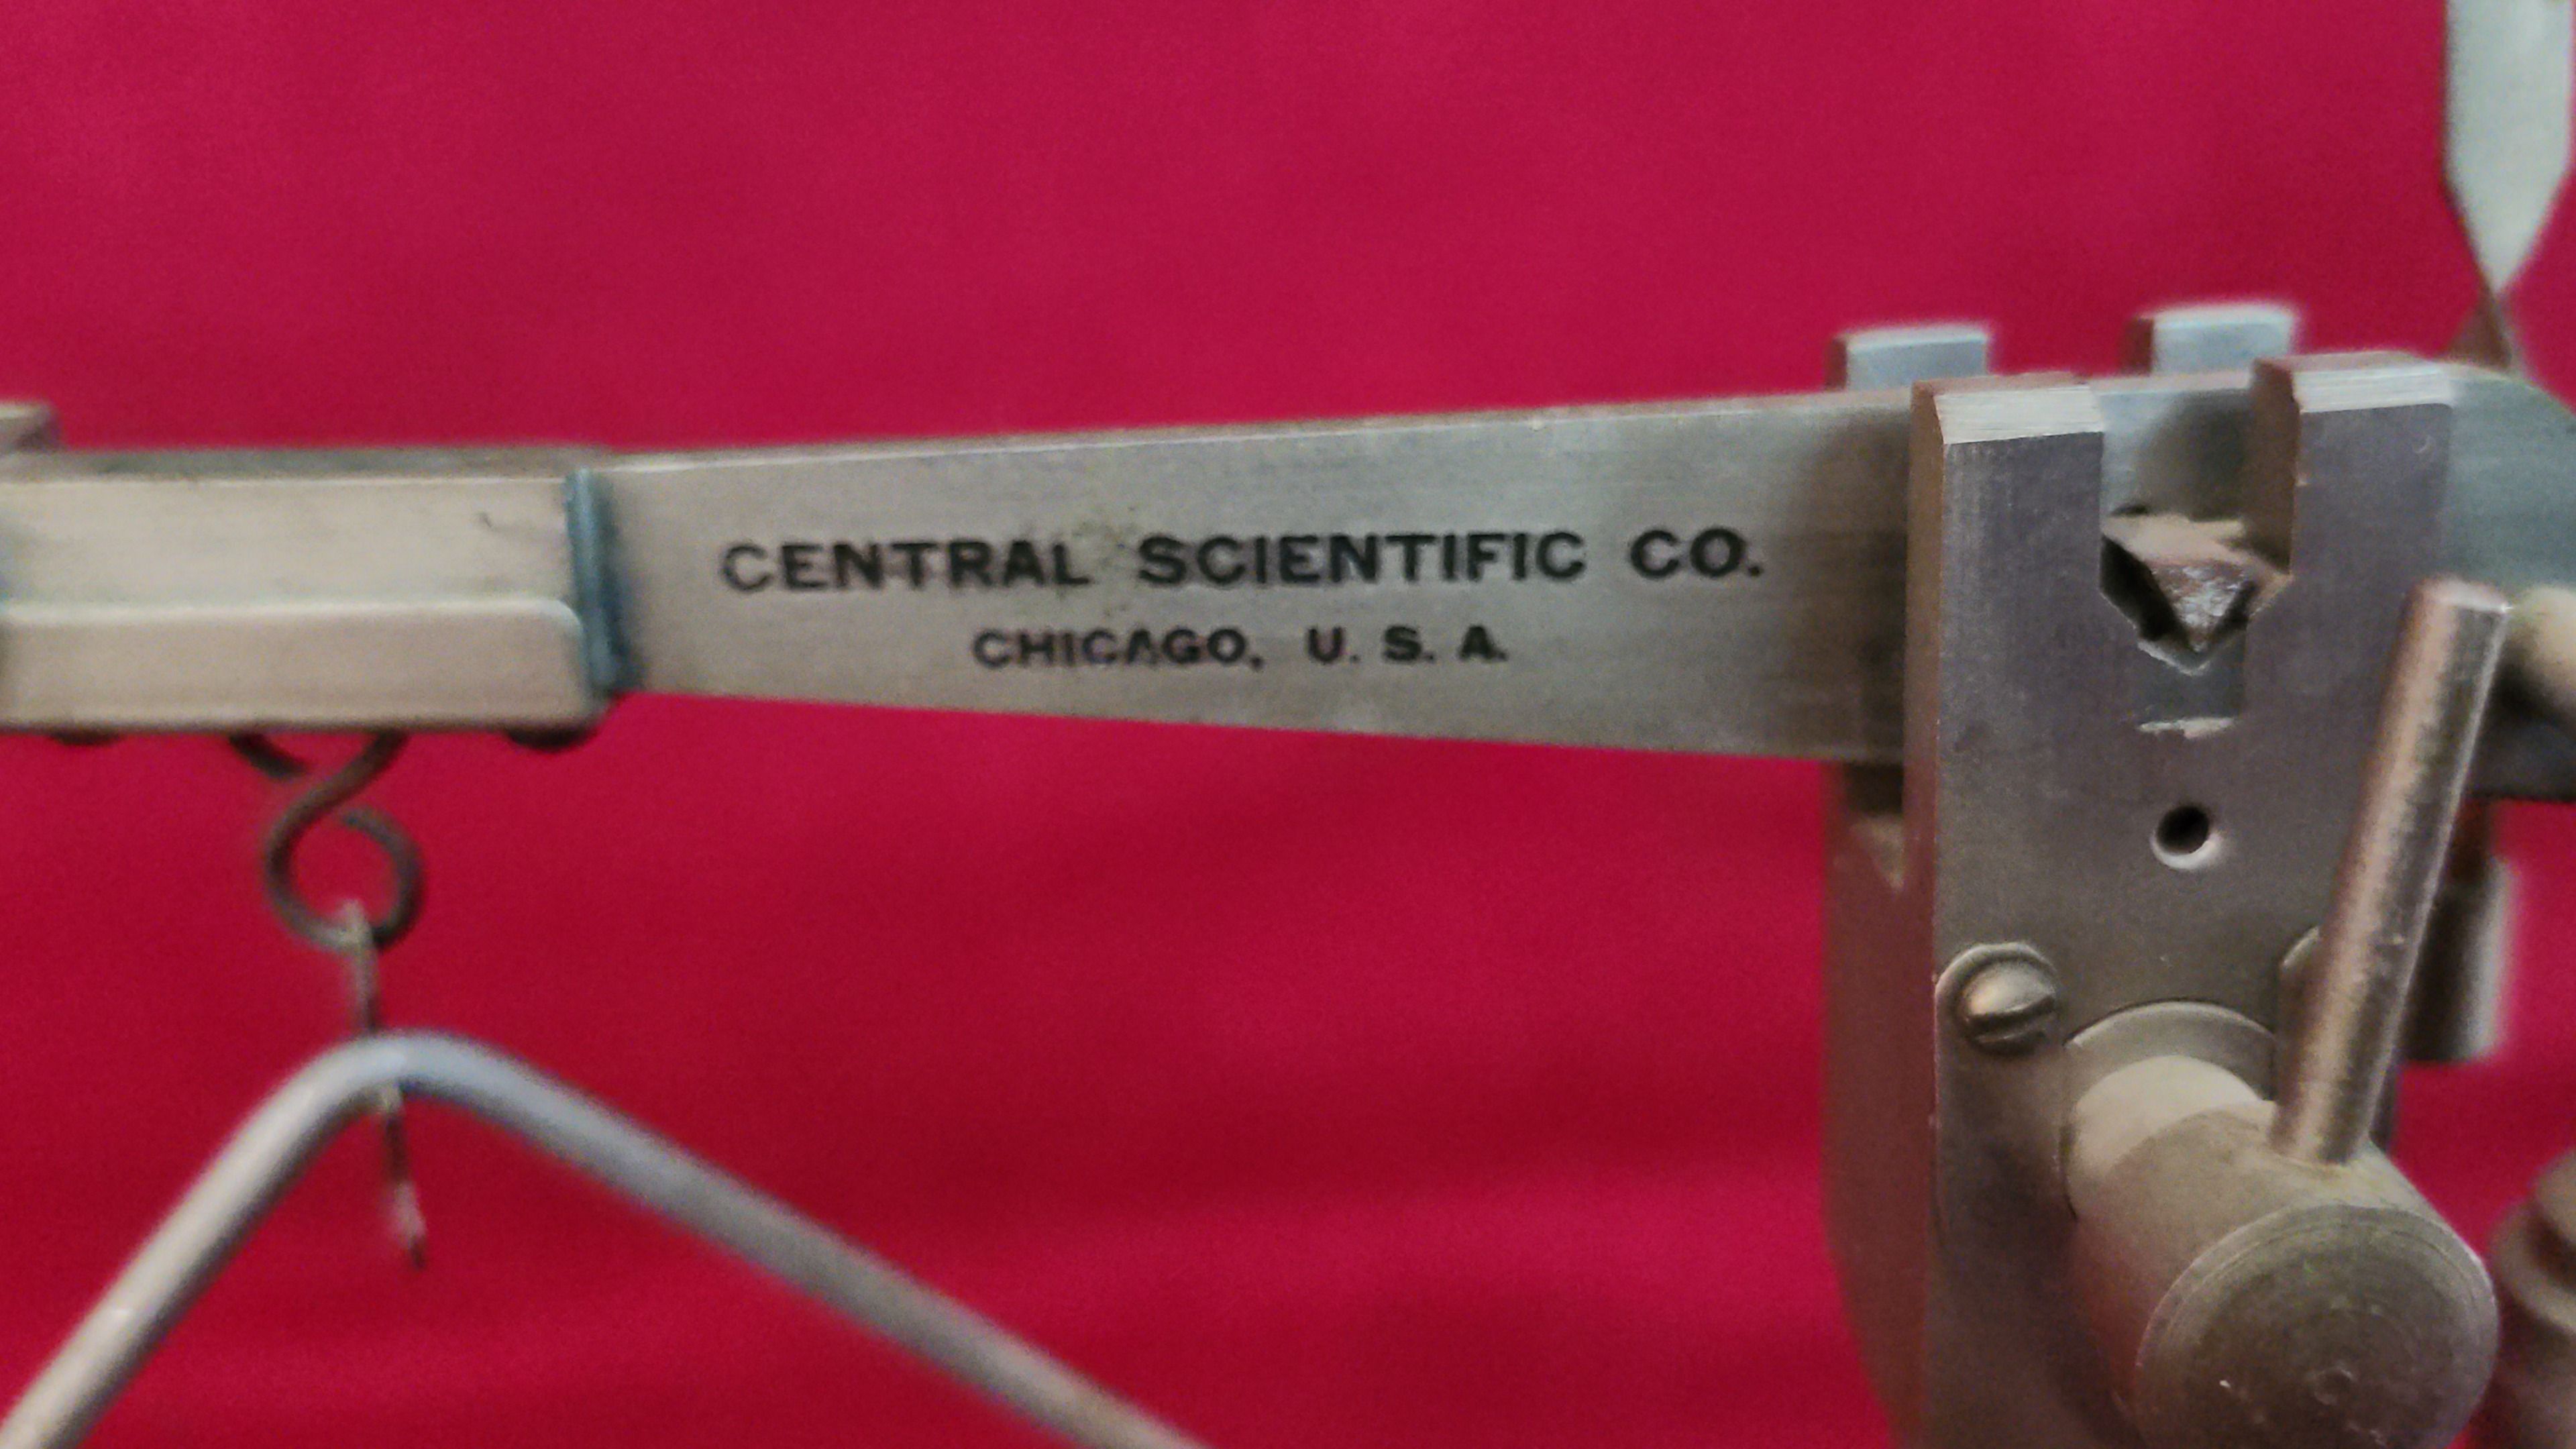 CENTRAL SCIENTIFIC CO.
CHICAGO, U. S. A.